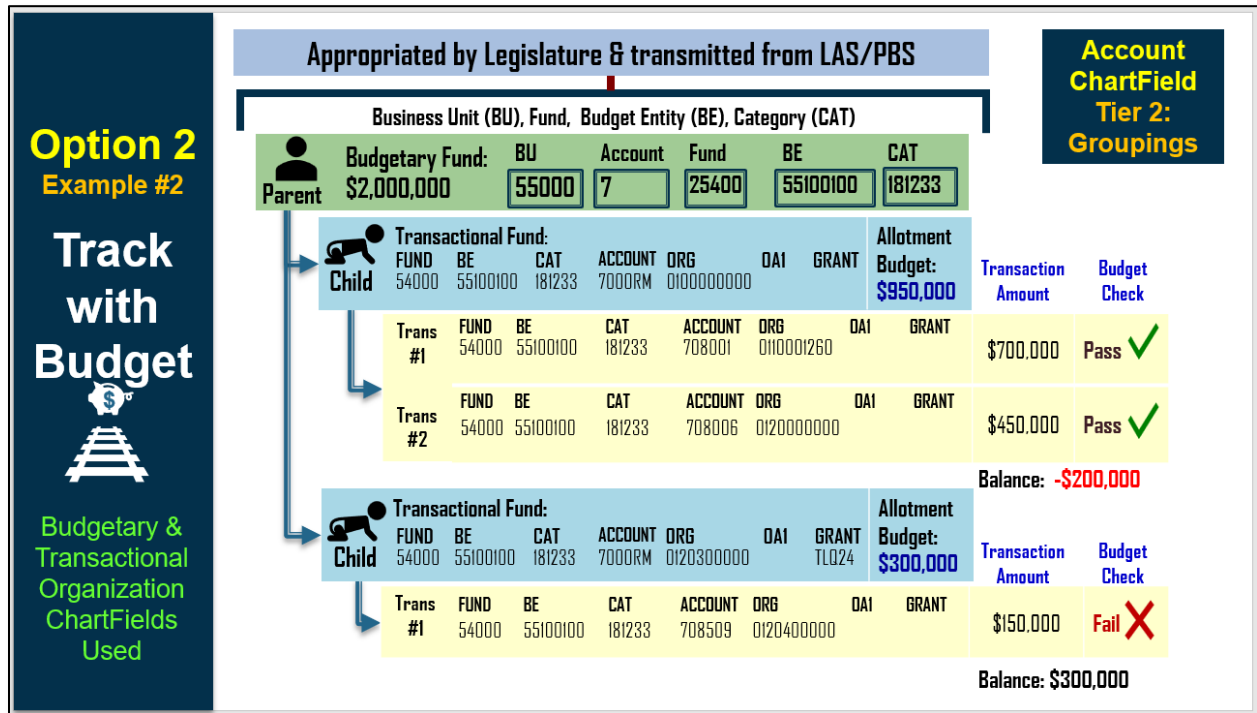 Option 2
Example #2
Track
with
Budget
$
Budgetary &
Transactional
Organization
ChartFields
Used
Appropriated by Legislature & transmitted from LAS/PBS
Account
ChartField
Tier 2:
Groupings
Business Unit (BU), Fund, Budget Entity (BE), Category (CAT)
Parent
Budgetary Fund: BU Account Fund BE CAT
$2,000,000 55000 7 25400 55100100 181233
Child
Transactional Fund:
FUND BE CAT ACCOUNT ORG OA1 GRANT
54000 55100100 181233 7000RM 0100000000
Allotment
Budget:
$950,000
Transaction
Amount
Budget
Check
Trans
#1
FUND BE CAT ACCOUNT ORG OA1 GRANT
54000 55100100 181233 708001 0110001260
$700,000 Pass
Trans
#2
FUND BE CAT ACCOUNT ORG OA1 GRANT
54000 55100100 181233 708006 0120000000
$450,000 Pass
Balance: -$200,000
Child
Transactional Fund:
FUND BE CAT ACCOUNT ORG OA1 GRANT
54000 55100100 181233 7000RM 0120300000 TLQ24
Allotment
Budget:
$300,000
Transaction
Amount
Budget
Check
Trans
#1
FUND BE CAT ACCOUNT ORG OA1 GRANT
54000 55100100 181233 708509 0120400000
$150,000 Fail
Balance: $300,000